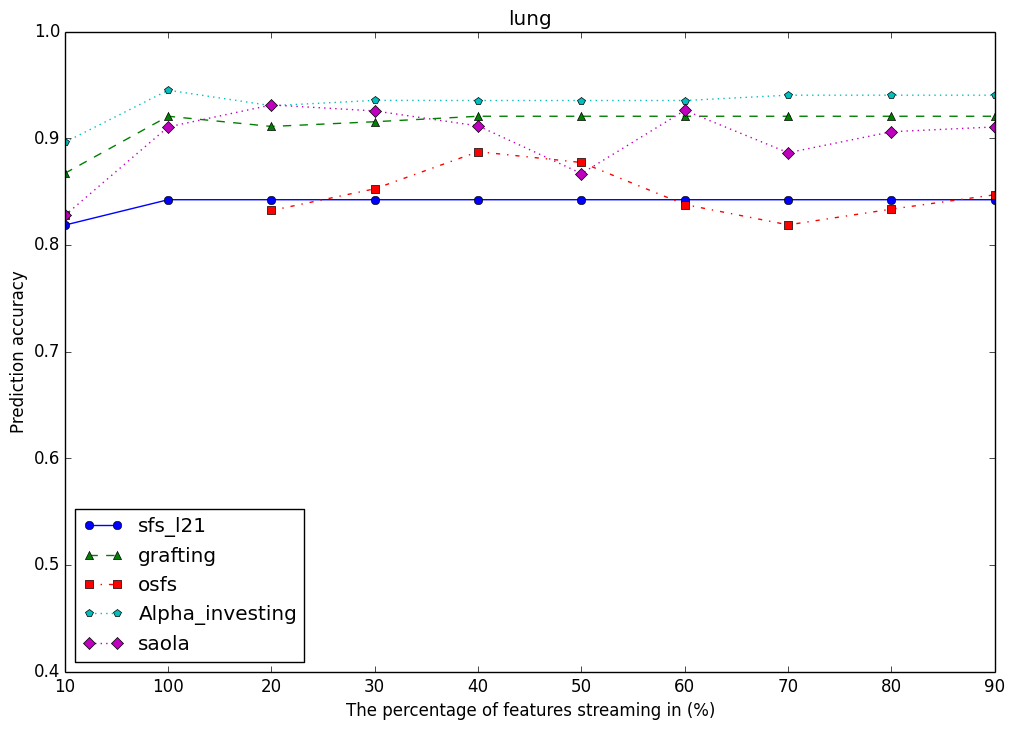 lung
1.0
0.9
0.8
0.7
0.6
0.5
0.4
Prediction accuracy
sfs_l21
grafting
osfs
Alpha_investing
saola
10 100 20 30 40 50 60 70 80 90
The percentage of features streaming in (%)